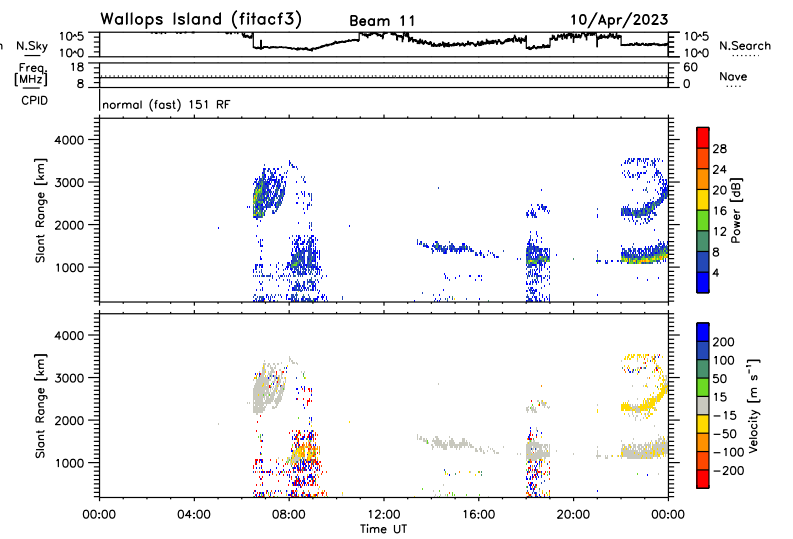 Wallops Island (fitacf3) Beam 11 10/Apr/2023
n N.Sky 10^5 10^0 10^5 10^0 N.Search
Freq. [MHz] 18 8 60 0 Nave
CPID normal (fast) 151 RF
Slant Range [km] 4000 3000 2000 1000
28 24 20 16 12 8 4 Power [dB]
Slant Range [km] 4000 3000 2000 1000
200 100 50 15 -15 -50 -100 -200 Velocity [m s⁻¹]
00:00 04:00 08:00 12:00 16:00 20:00 00:00
Time UT